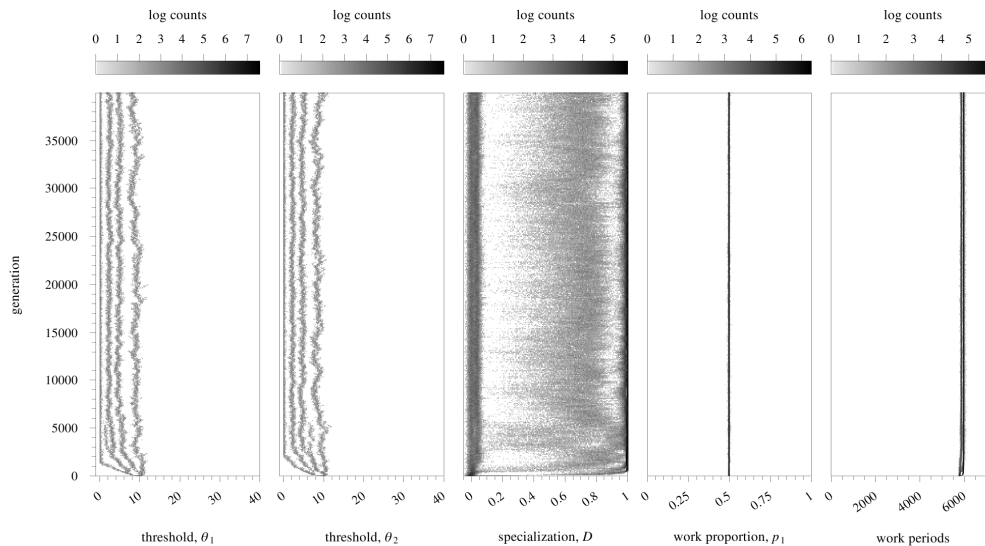 log counts log counts log counts log counts log counts
0 1 2 3 4 5 6 7 0 1 2 3 4 5 6 7 0 1 2 3 4 5 0 1 2 3 4 5 6 0 1 2 3 4 5
generation
35000
30000
25000
20000
15000
10000
5000
0
0 10 20 30 40 0 10 20 30 40 0 0.2 0.4 0.6 0.8 1 0 0.25 0.5 0.75 1 0 2000 4000 6000
threshold, θ1 threshold, θ2 specialization, D work proportion, p1 work periods